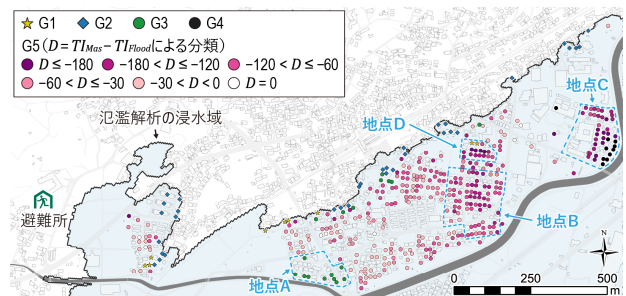 G1 G2 G3 G4
G5(D=TI_Mas−TI_Floodによる分類)
D≤−180 −180<D≤−120 −120<D≤−60
−60<D≤−30 −30<D<0 D=0
氾濫解析の浸水域
地点C
地点D
避難所
地点B
地点A
N
0 250 500
m